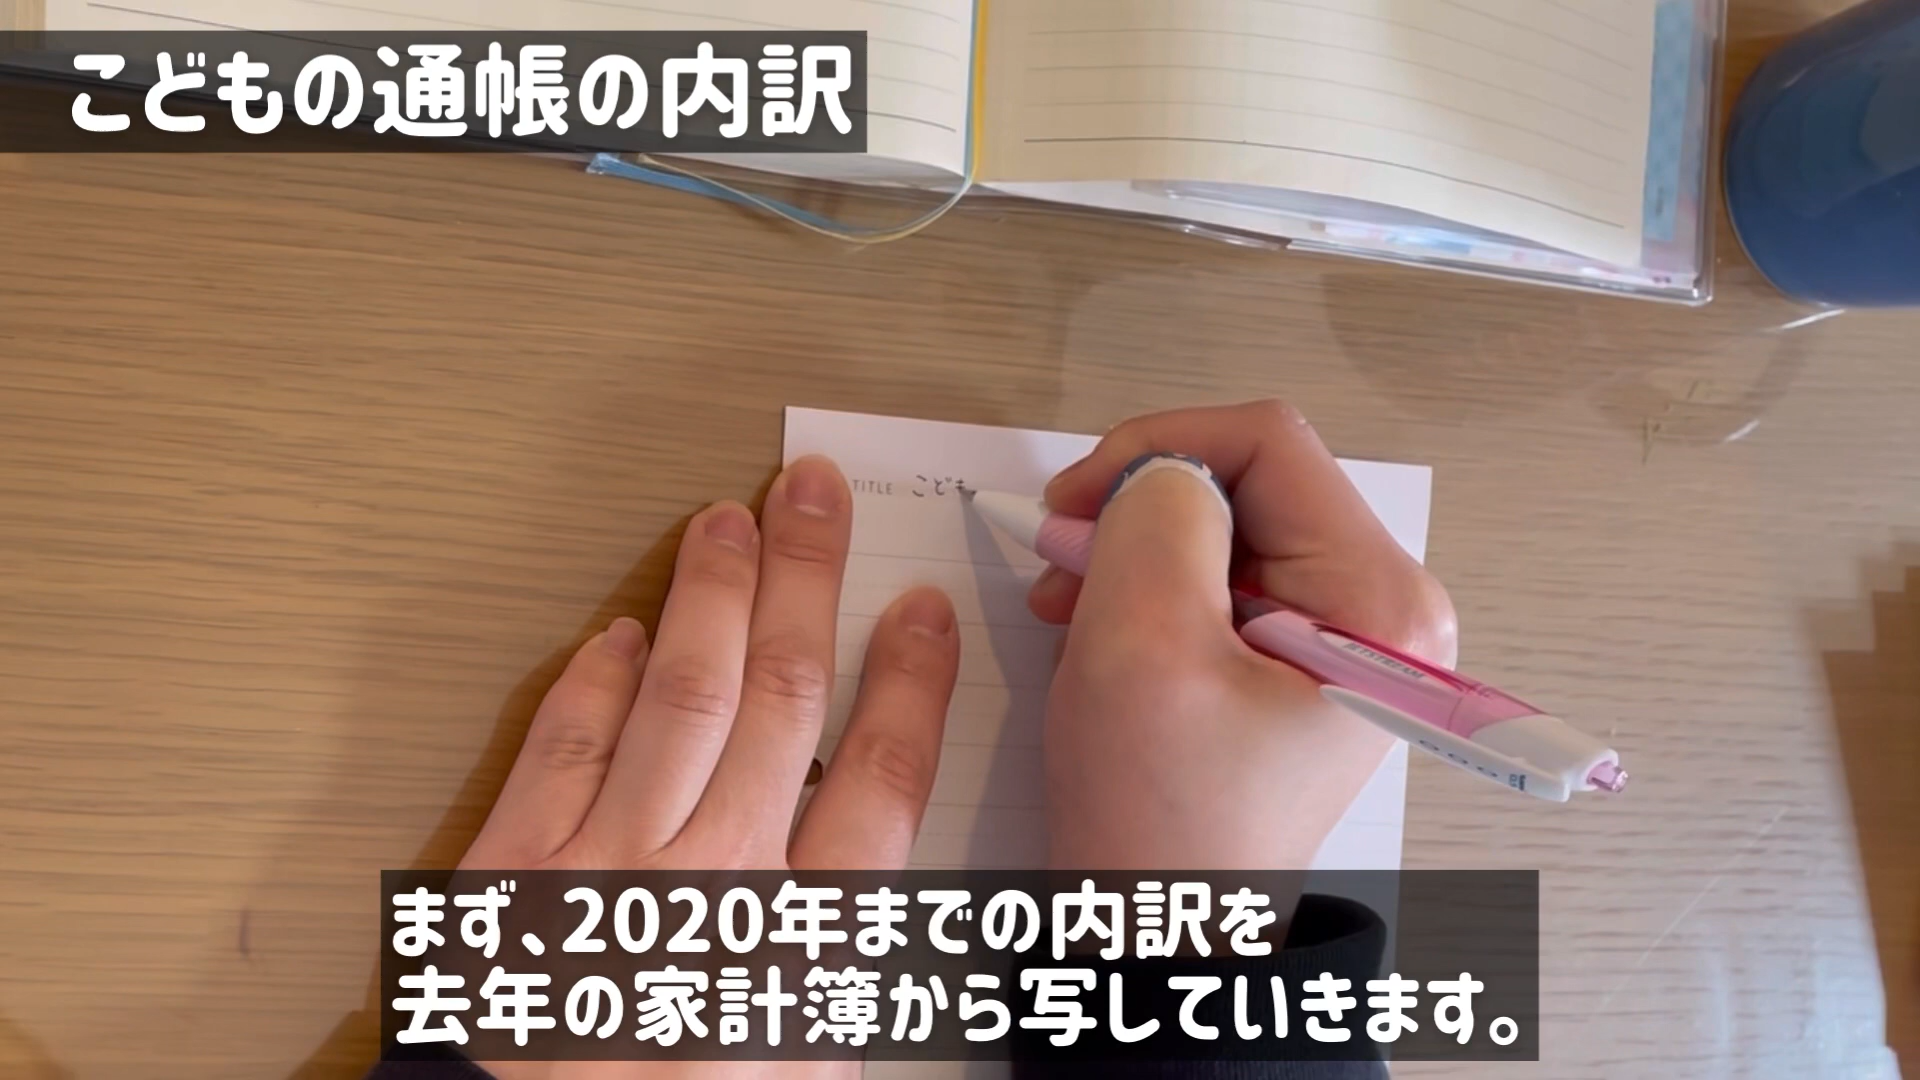 こどもの通帳の内訳
TITLE こども
JETSTREAM
まず、2020年までの内訳を
去年の家計簿から写していきます。